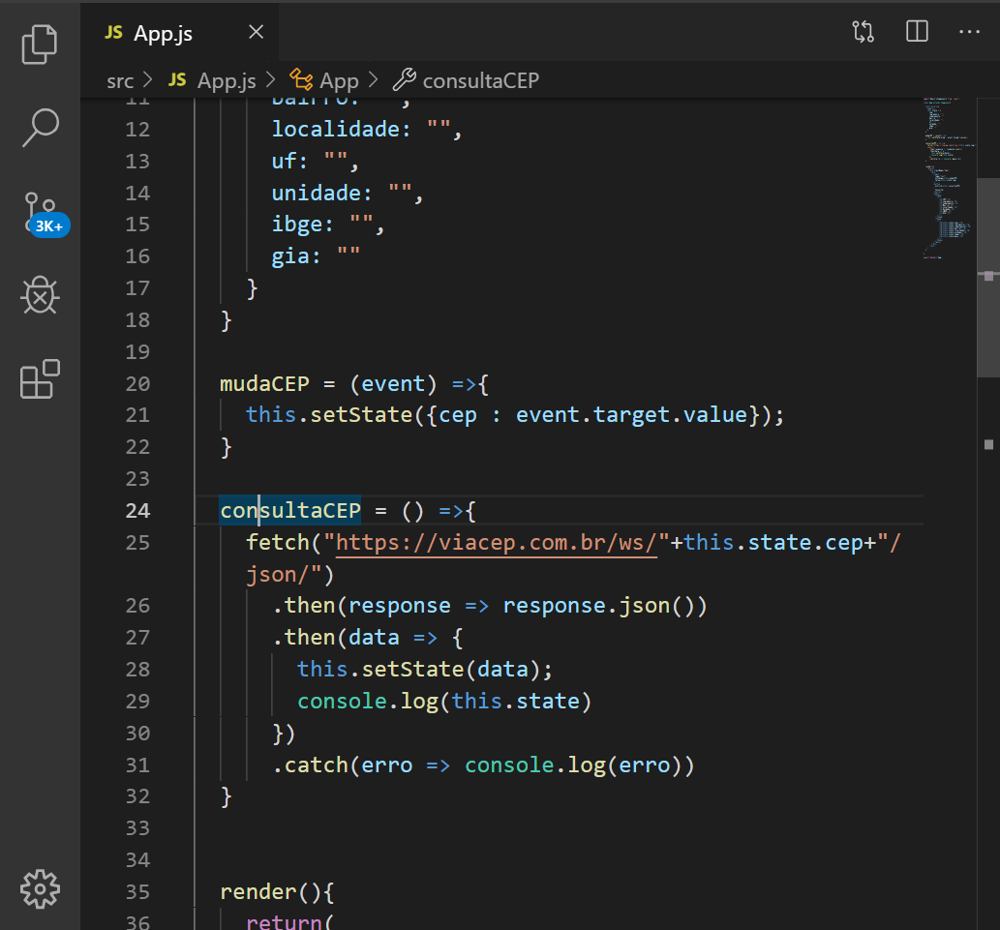 JS App.js
src > JS App.js > App > consultaCEP
3K+
11 bairro: "",
12 localidade: "",
13 uf: "",
14 unidade: "",
15 ibge: "",
16 gia: ""
17 }
18 }
19
20 mudaCEP = (event) =>{
21 this.setState({cep : event.target.value});
22 }
23
24 consultaCEP = () =>{
25 fetch("https://viacep.com.br/ws/"+this.state.cep+"/
json/")
26 .then(response => response.json())
27 .then(data => {
28 this.setState(data);
29 console.log(this.state)
30 })
31 .catch(erro => console.log(erro))
32 }
33
34
35 render(){
36 return(